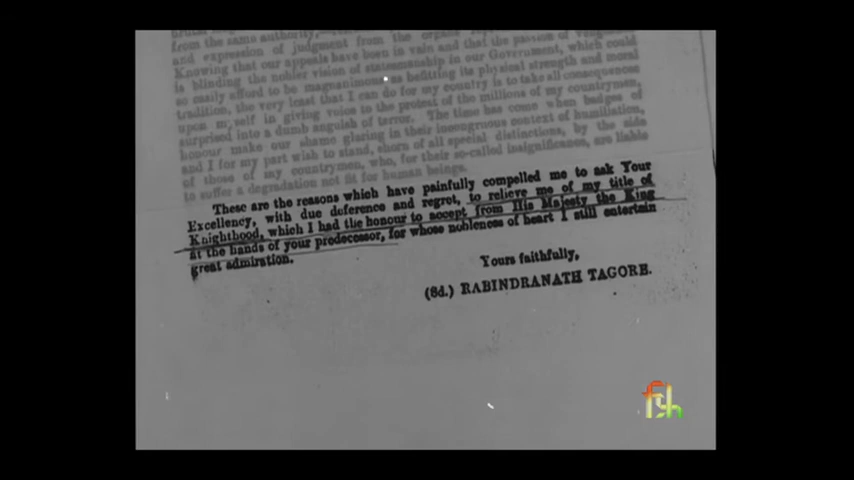 from the same authority,
and expression of judgment from the organs
Knowing that our appeals have been in vain and that the passion of
is blinding the nobler vision of statesmanship in our Government, which could
so easily afford to be magnanimous as befitting its physical strength and moral
tradition, the very least that I can do for my country is to take all consequences
upon myself in giving voice to the protest of the millions of my countrymen,
surprised into a dumb anguish of terror. The time has come when badges of
honour make our shame glaring in their incongruous context of humiliation,
and I for my part wish to stand, shorn of all special distinctions, by the side
of those of my countrymen, who, for their so-called insignificance, are liable
to suffer a degradation not fit for human beings.
These are the reasons which have painfully compelled me to ask Your
Excellency, with due deference and regret, to relieve me of my title of
Knighthood, which I had the honour to accept from His Majesty the King
at the hands of your predecessor, for whose nobleness of heart I still entertain
great admiration.
Yours faithfully,
(Sd.) RABINDRANATH TAGORE.